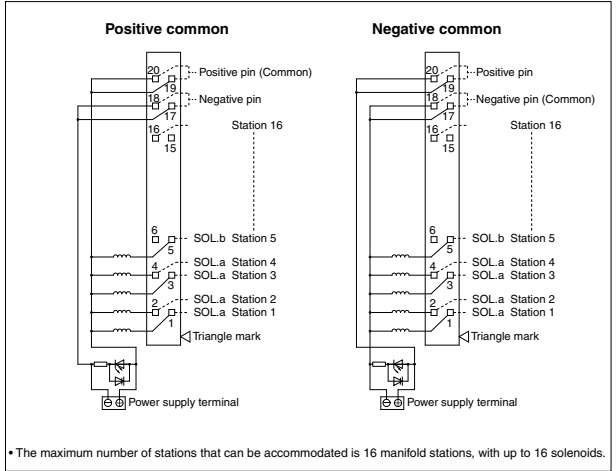 Positive common
20
Positive pin (Common)
19
18
Negative pin
17
16
Station 16
15
6
SOL.b Station 5
5
SOL.a Station 4
4
SOL.a Station 3
3
SOL.a Station 2
2
SOL.a Station 1
1
Triangle mark
⊖ ⊕ Power supply terminal
Negative common
20
Positive pin
19
18
Negative pin (Common)
17
16
Station 16
15
6
SOL.b Station 5
5
SOL.a Station 4
4
SOL.a Station 3
3
SOL.a Station 2
2
SOL.a Station 1
1
Triangle mark
⊖ ⊕ Power supply terminal
• The maximum number of stations that can be accommodated is 16 manifold stations, with up to 16 solenoids.